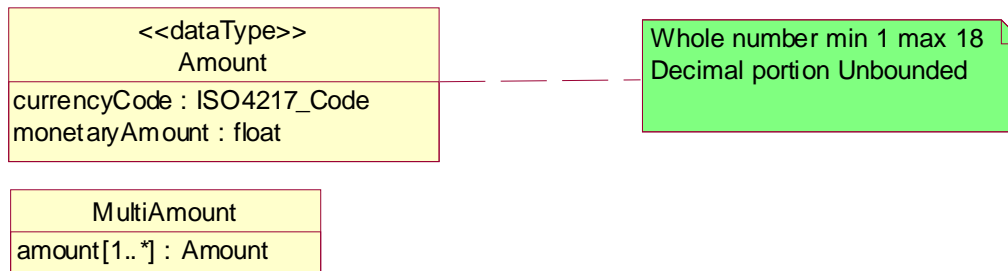 <<dataType>>
Amount
currencyCode : ISO4217_Code
monetaryAmount : float
Whole number min 1 max 18
Decimal portion Unbounded
MultiAmount
amount[1..*] : Amount